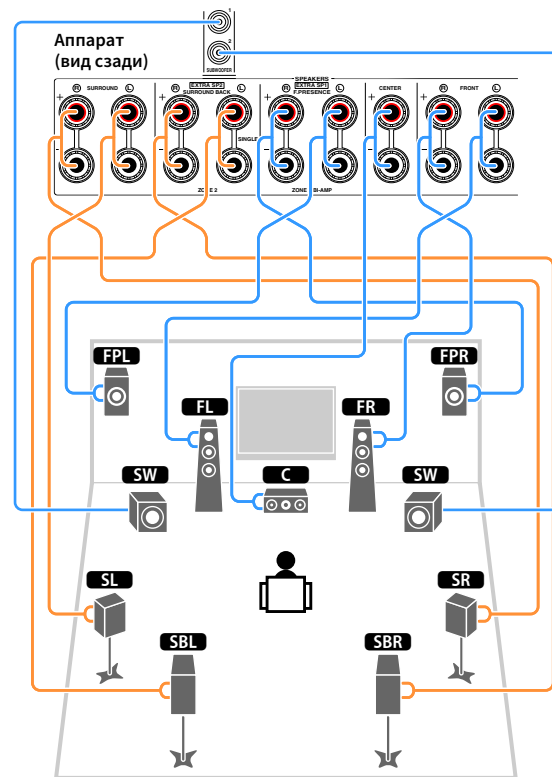 1
2
SUBWOOFER
Аппарат
(вид сзади)
SPEAKERS
R SURROUND L
EXTRA SP2
R SURROUND BACK L
EXTRA SP1
R F.PRESENCE L
CENTER
R FRONT L
+ + + + +
SINGLE
ZONE 2
BI-AMP
FPL FPR
FL FR
SW C SW
SL SR
SBL SBR